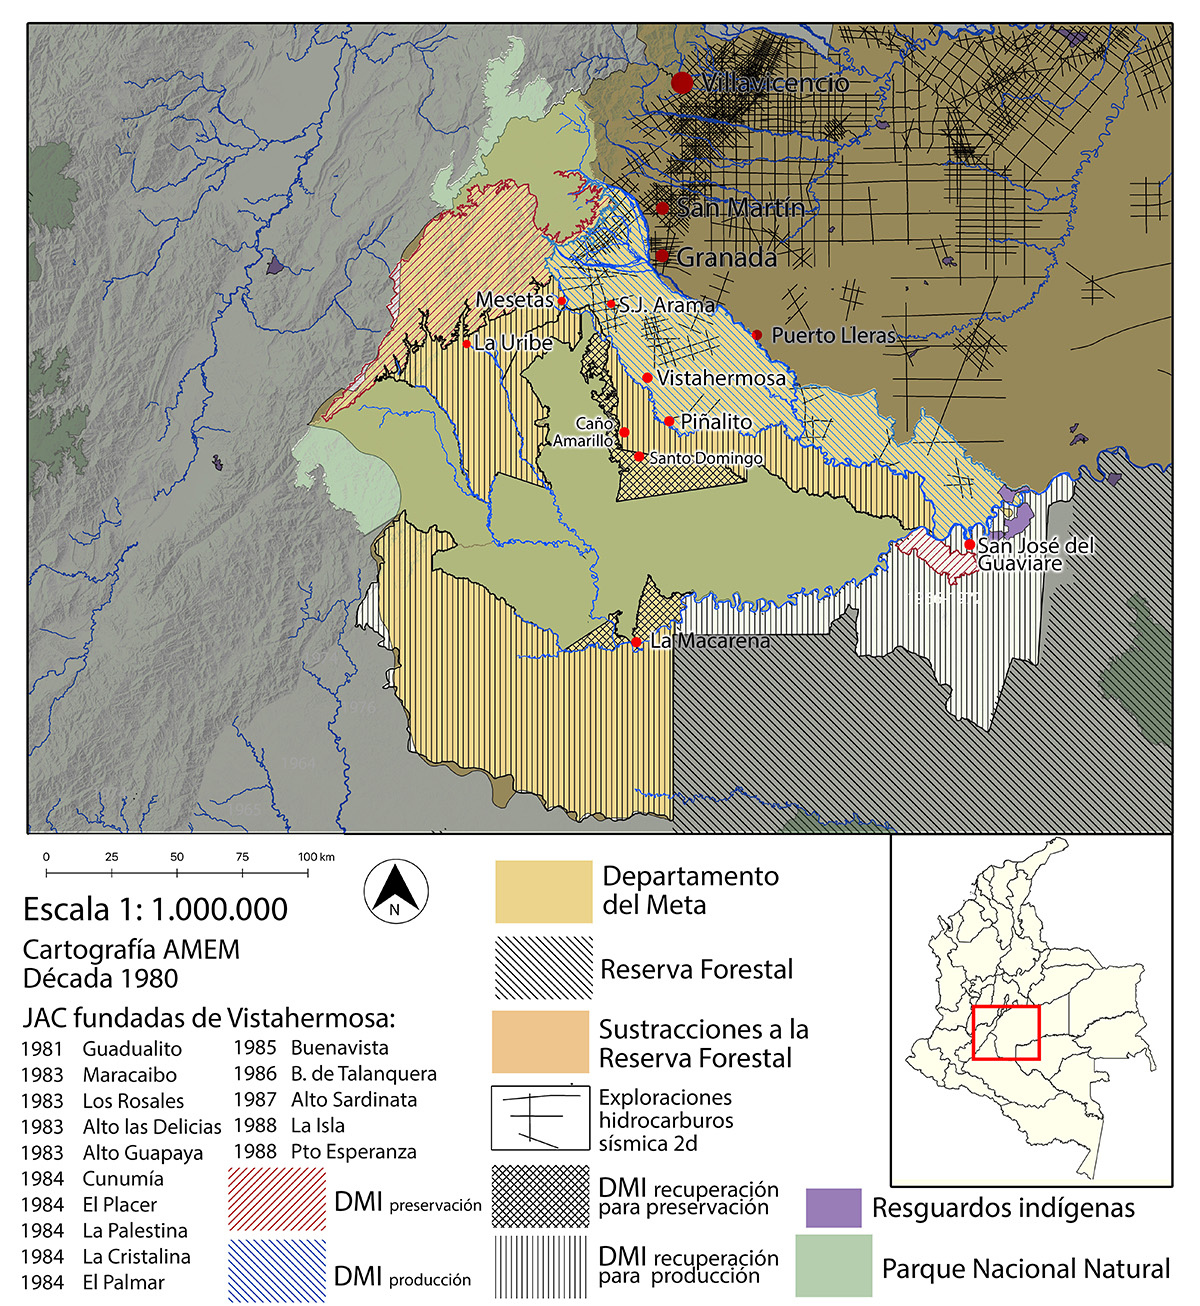 Villavicencio
San Martín
Granada
Mesetas
S.J. Arama
Puerto Lleras
La Uribe
Vistahermosa
Caño
Amarillo
Piñalito
Santo Domingo
San José del
Guaviare
La Macarena
1976
1964
0 25 50 75 100 km
N
Escala 1: 1.000.000
Cartografía AMEM
Década 1980
JAC fundadas de Vistahermosa:
1981 Guadualito
1983 Maracaibo
1983 Los Rosales
1983 Alto las Delicias
1983 Alto Guapaya
1984 Cunumía
1984 El Placer
1984 La Palestina
1984 La Cristalina
1984 El Palmar
1985 Buenavista
1986 B. de Talanquera
1987 Alto Sardinata
1988 La Isla
1988 Pto Esperanza
DMI preservación
DMI producción
Departamento
del Meta
Reserva Forestal
Sustracciones a la
Reserva Forestal
Exploraciones
hidrocarburos
sísmica 2d
DMI recuperación
para preservación
DMI recuperación
para producción
Resguardos indígenas
Parque Nacional Natural